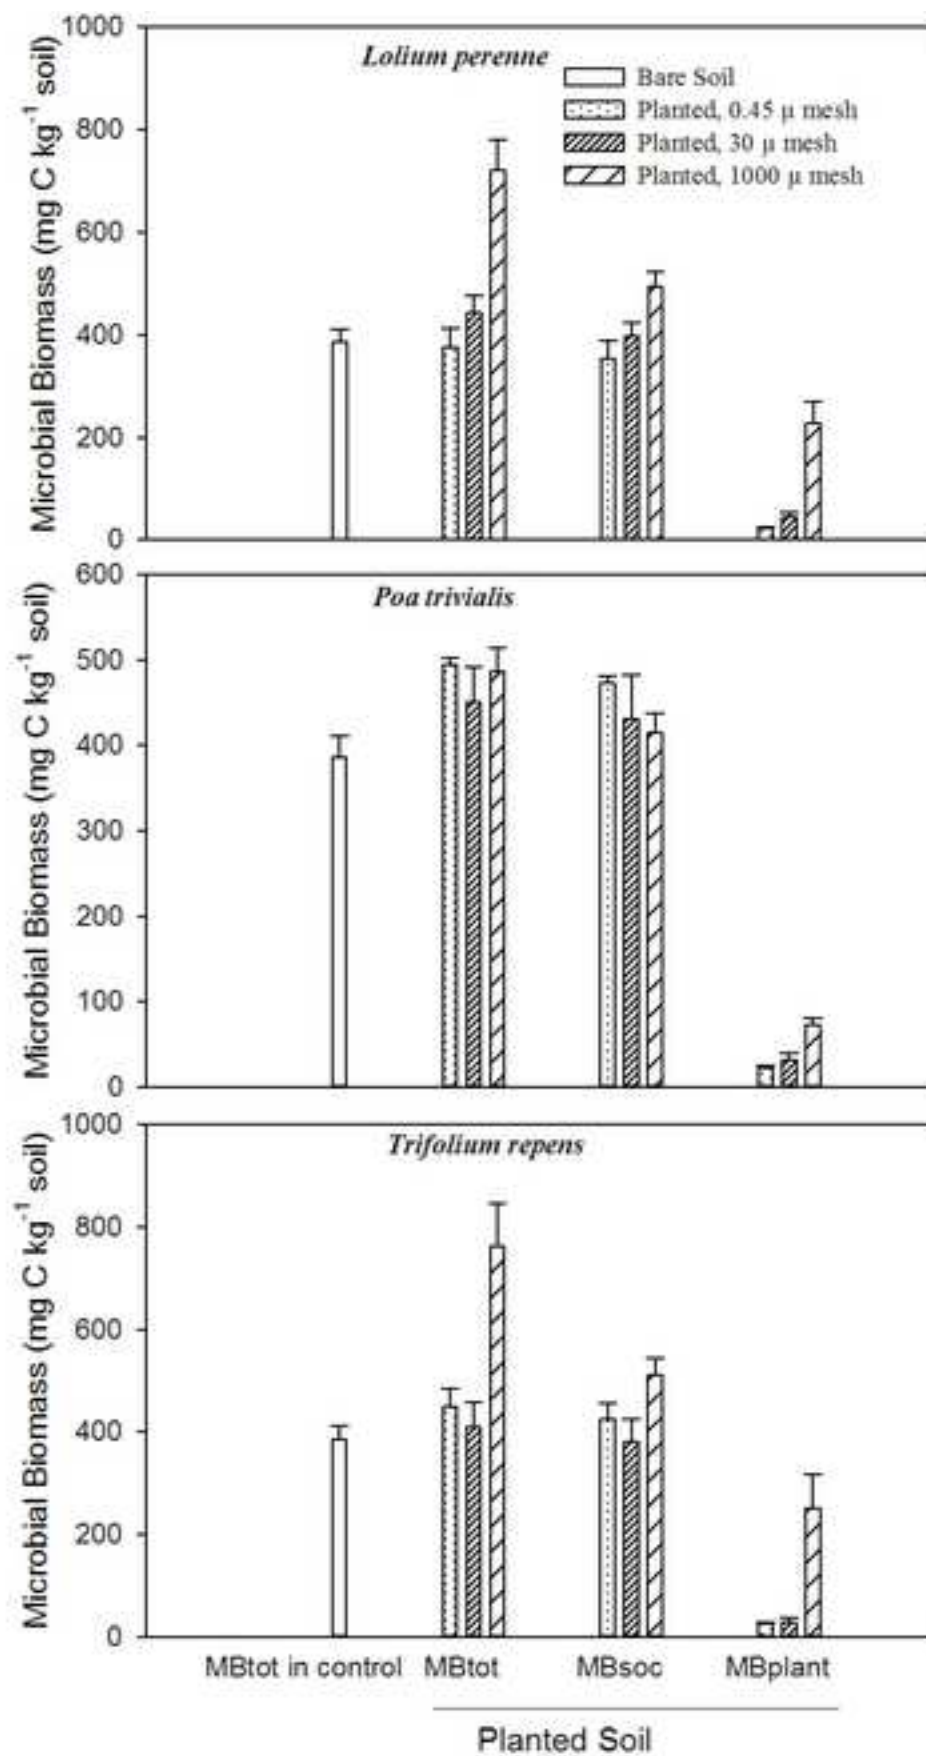 Microbial Biomass (mg C kg⁻¹ soil)
1000
800
600
400
200
0
Lolium perenne
Bare Soil
Planted, 0.45 µ mesh
Planted, 30 µ mesh
Planted, 1000 µ mesh
Microbial Biomass (mg C kg⁻¹ soil)
600
500
400
300
200
100
0
Poa trivialis
Microbial Biomass (mg C kg⁻¹ soil)
1000
800
600
400
200
0
Trifolium repens
MBtot in control MBtot MBsoc MBplant
Planted Soil